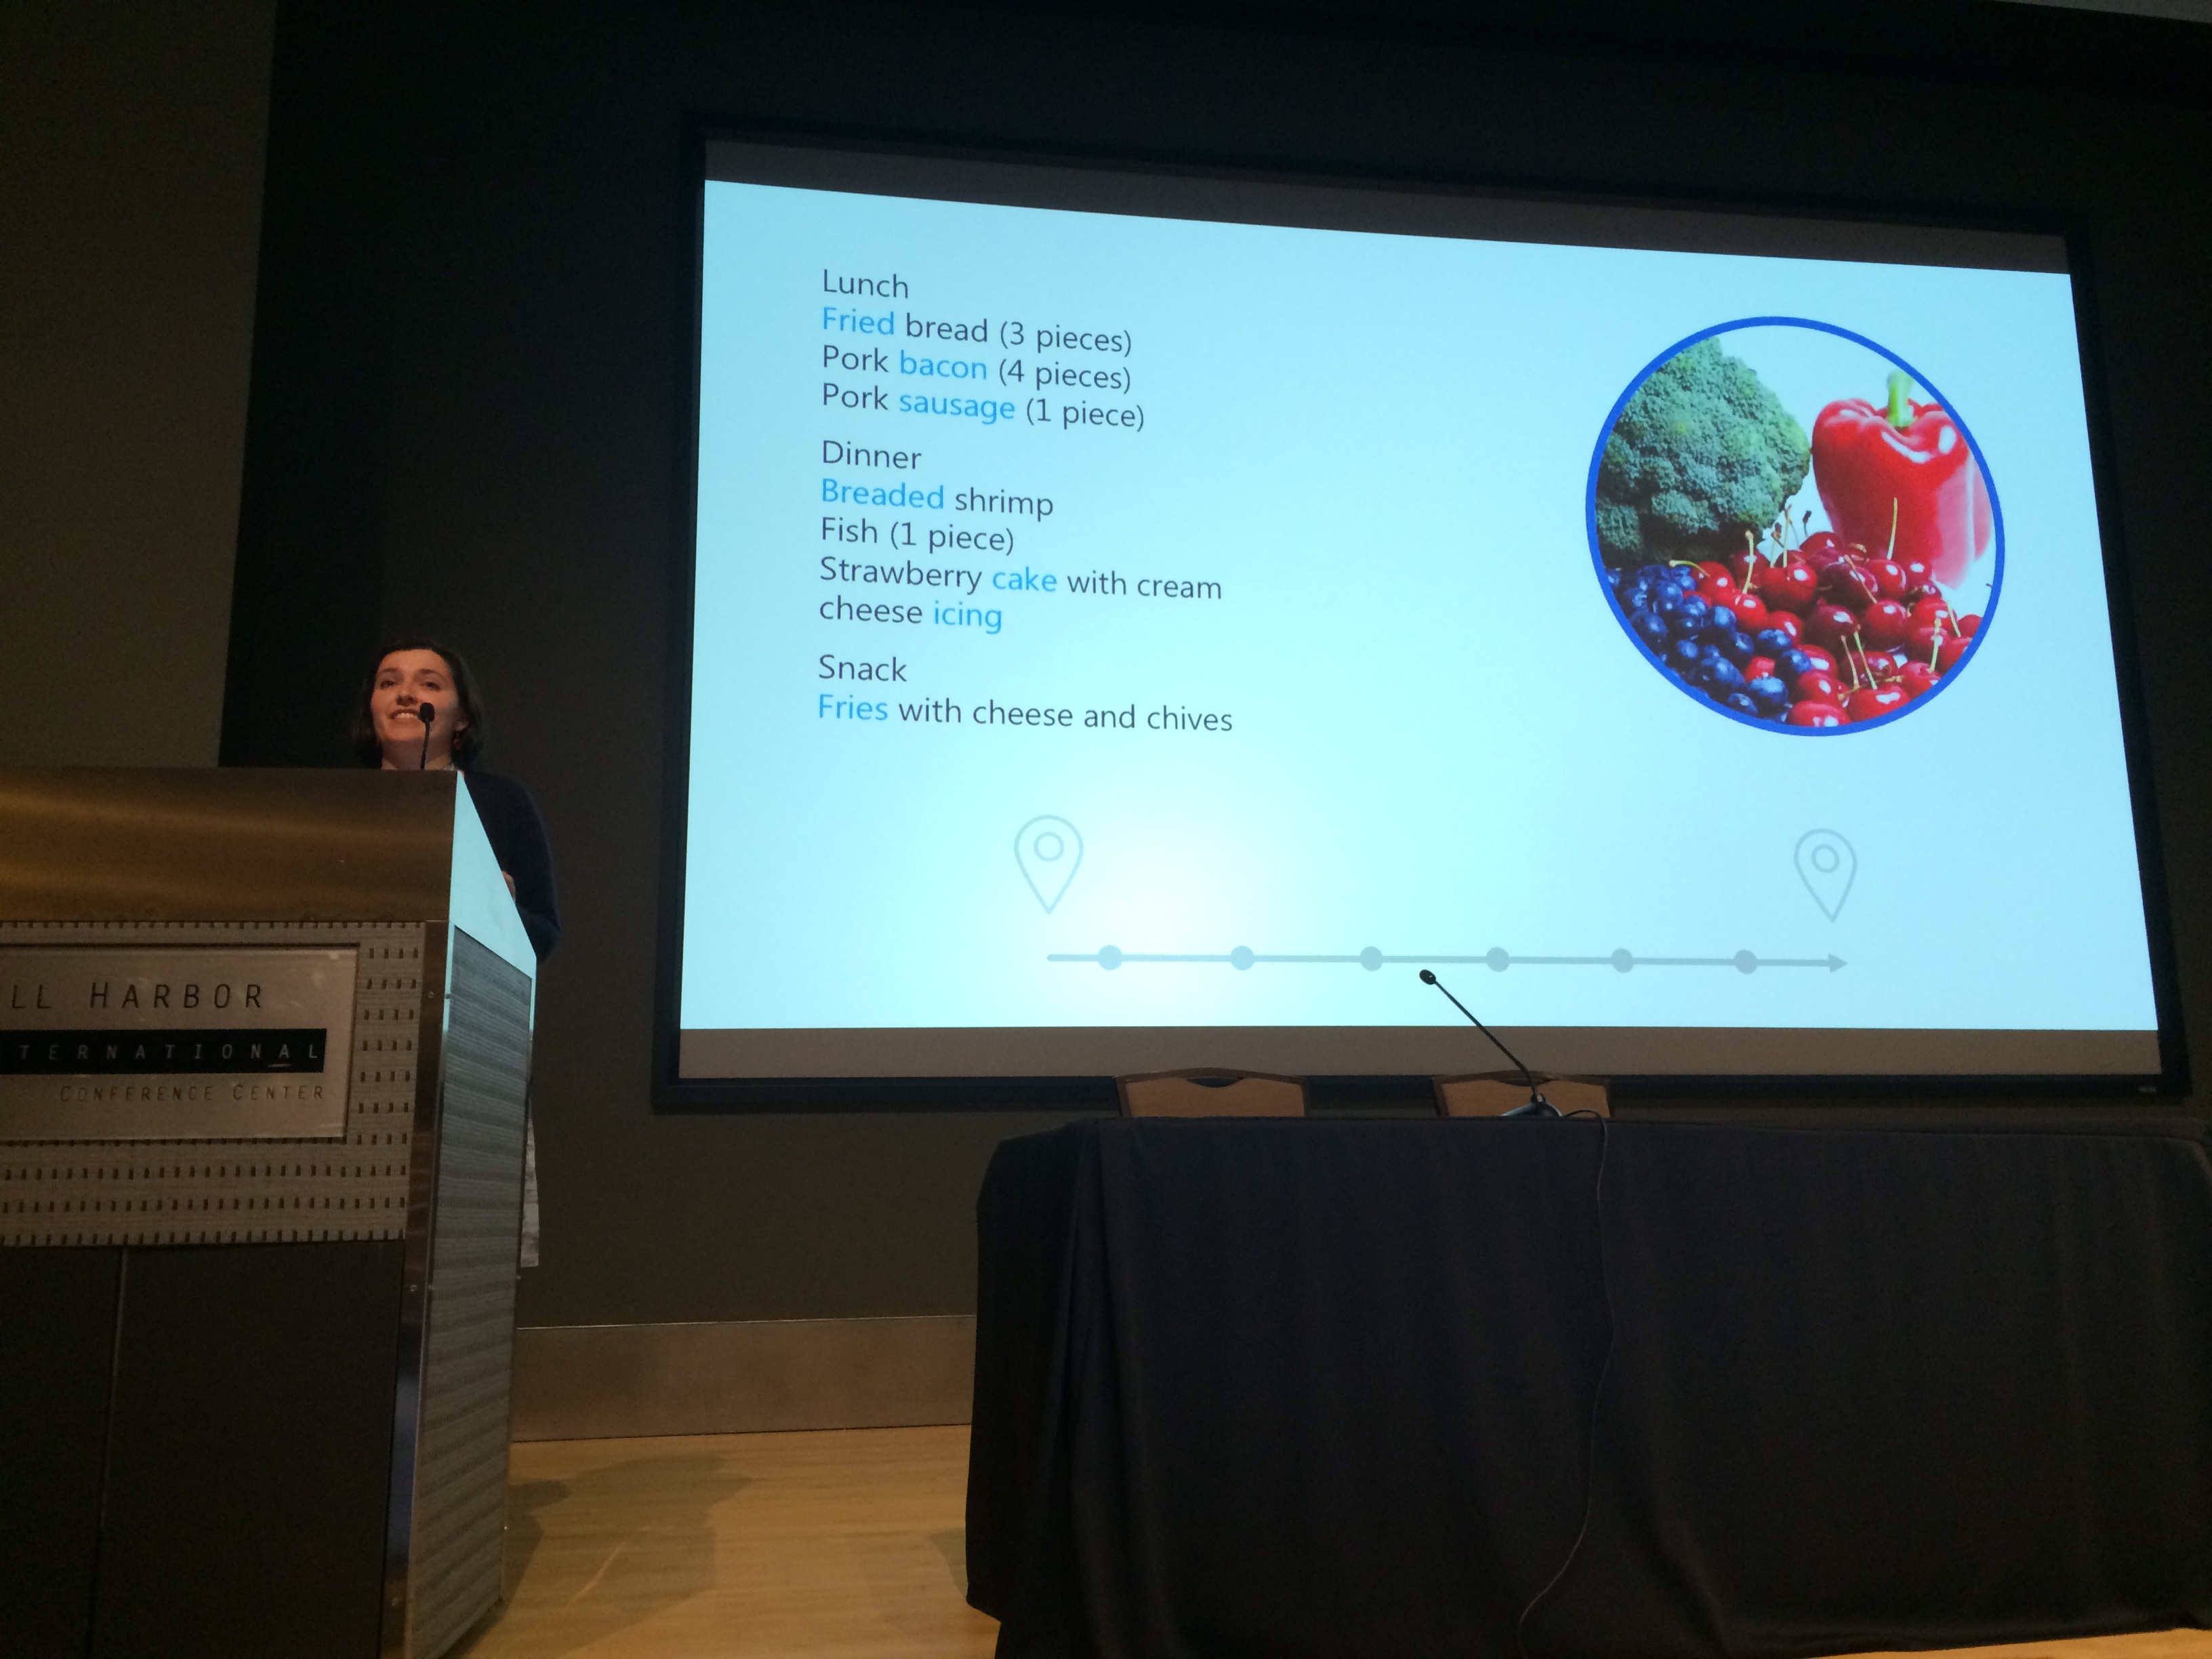 Lunch
Fried bread (3 pieces)
Pork bacon (4 pieces)
Pork sausage (1 piece)
Dinner
Breaded shrimp
Fish (1 piece)
Strawberry cake with cream
cheese icing
Snack
Fries with cheese and chives
LL HARBOR
TERNATIONAL
CONFERENCE CENTER